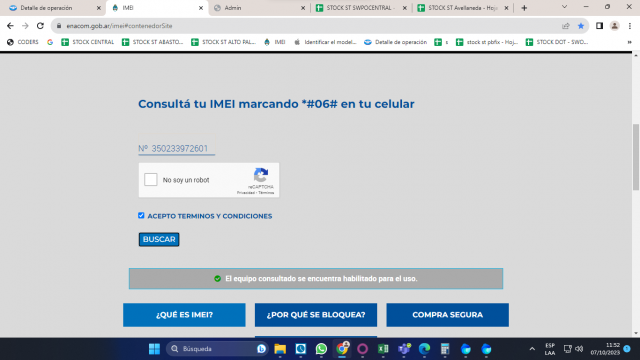 Detalle de operación
IMEI
Admin
STOCK ST SWPOCENTRAL -
STOCK ST Avellaneda - Hoj
enacom.gob.ar/imei#contenedorSite
CODERS
STOCK CENTRAL
STOCK ST ABASTO...
STOCK ST ALTO PAL...
IMEI
Identificar el model...
Detalle de operación
stock st pbfix - Hoj...
STOCK DOT - SWD...
Consultá tu IMEI marcando *#06# en tu celular
Nº 350233972601
No soy un robot
reCAPTCHA
Privacidad - Términos
ACEPTO TERMINOS Y CONDICIONES
BUSCAR
El equipo consultado se encuentra habilitado para el uso.
¿QUÉ ES IMEI?
¿POR QUÉ SE BLOQUEA?
COMPRA SEGURA
Búsqueda
ESP
LAA
11:52
07/10/2023